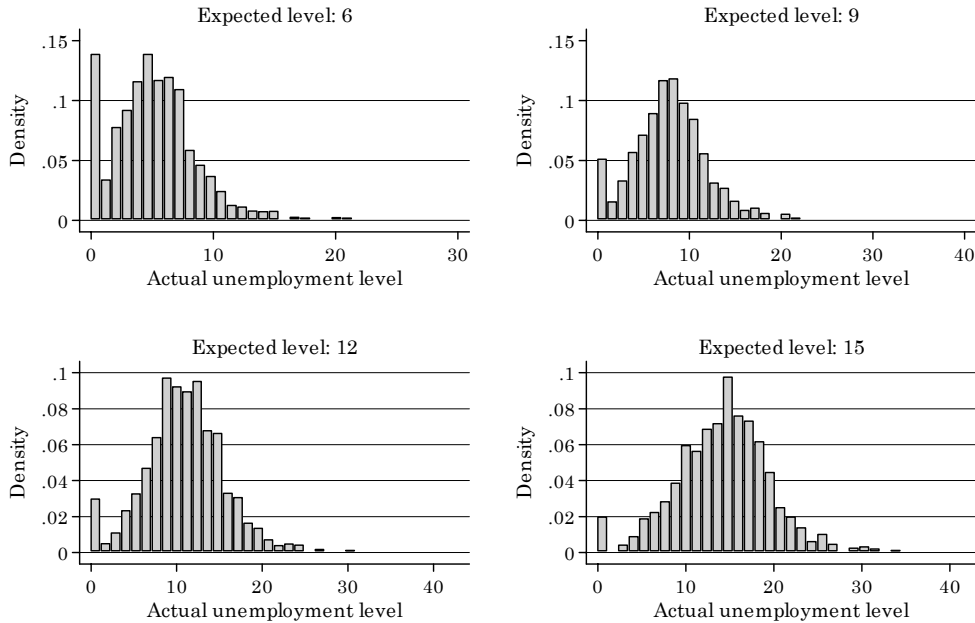 Expected level: 6
.15
.1
.05
0
Density
0 10 20 30
Actual unemployment level
Expected level: 9
.15
.1
.05
0
Density
0 10 20 30 40
Actual unemployment level
Expected level: 12
.1
.08
.06
.04
.02
0
Density
0 10 20 30 40
Actual unemployment level
Expected level: 15
.1
.08
.06
.04
.02
0
Density
0 10 20 30 40
Actual unemployment level